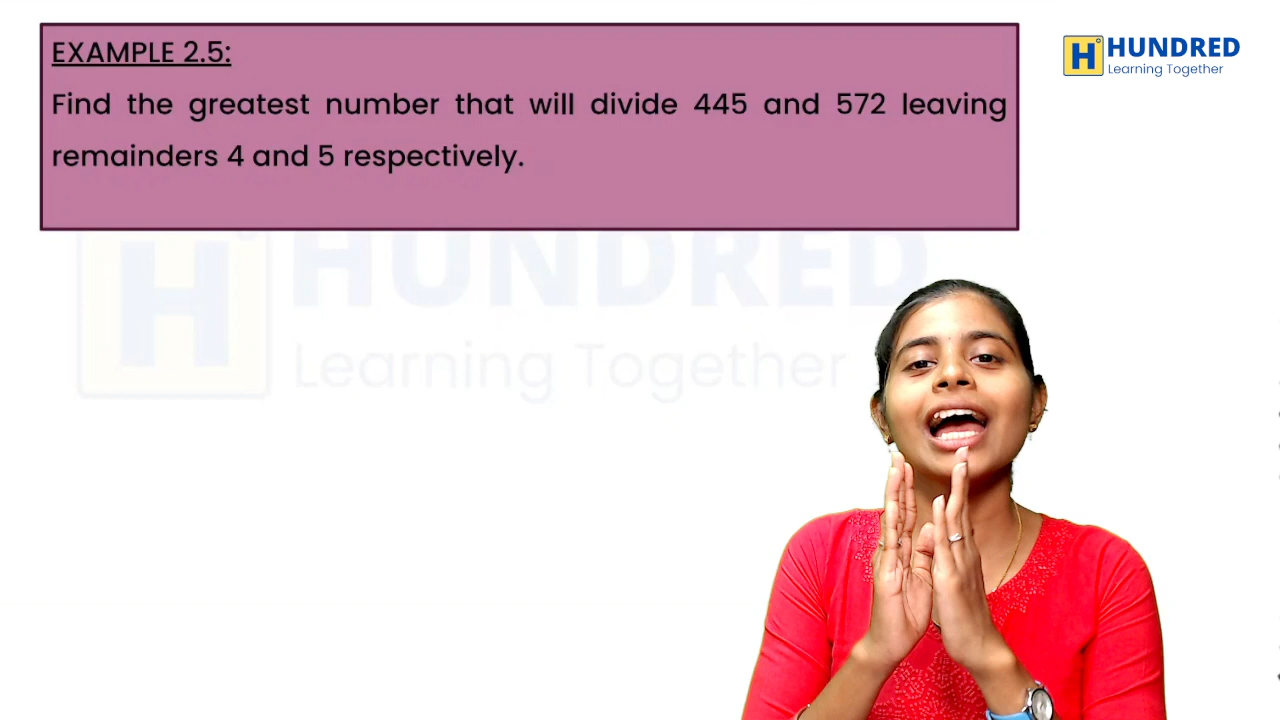 EXAMPLE 2.5:
Find the greatest number that will divide 445 and 572 leaving
remainders 4 and 5 respectively.
H HUNDRED
Learning Together
H HUNDRED
Learning Together